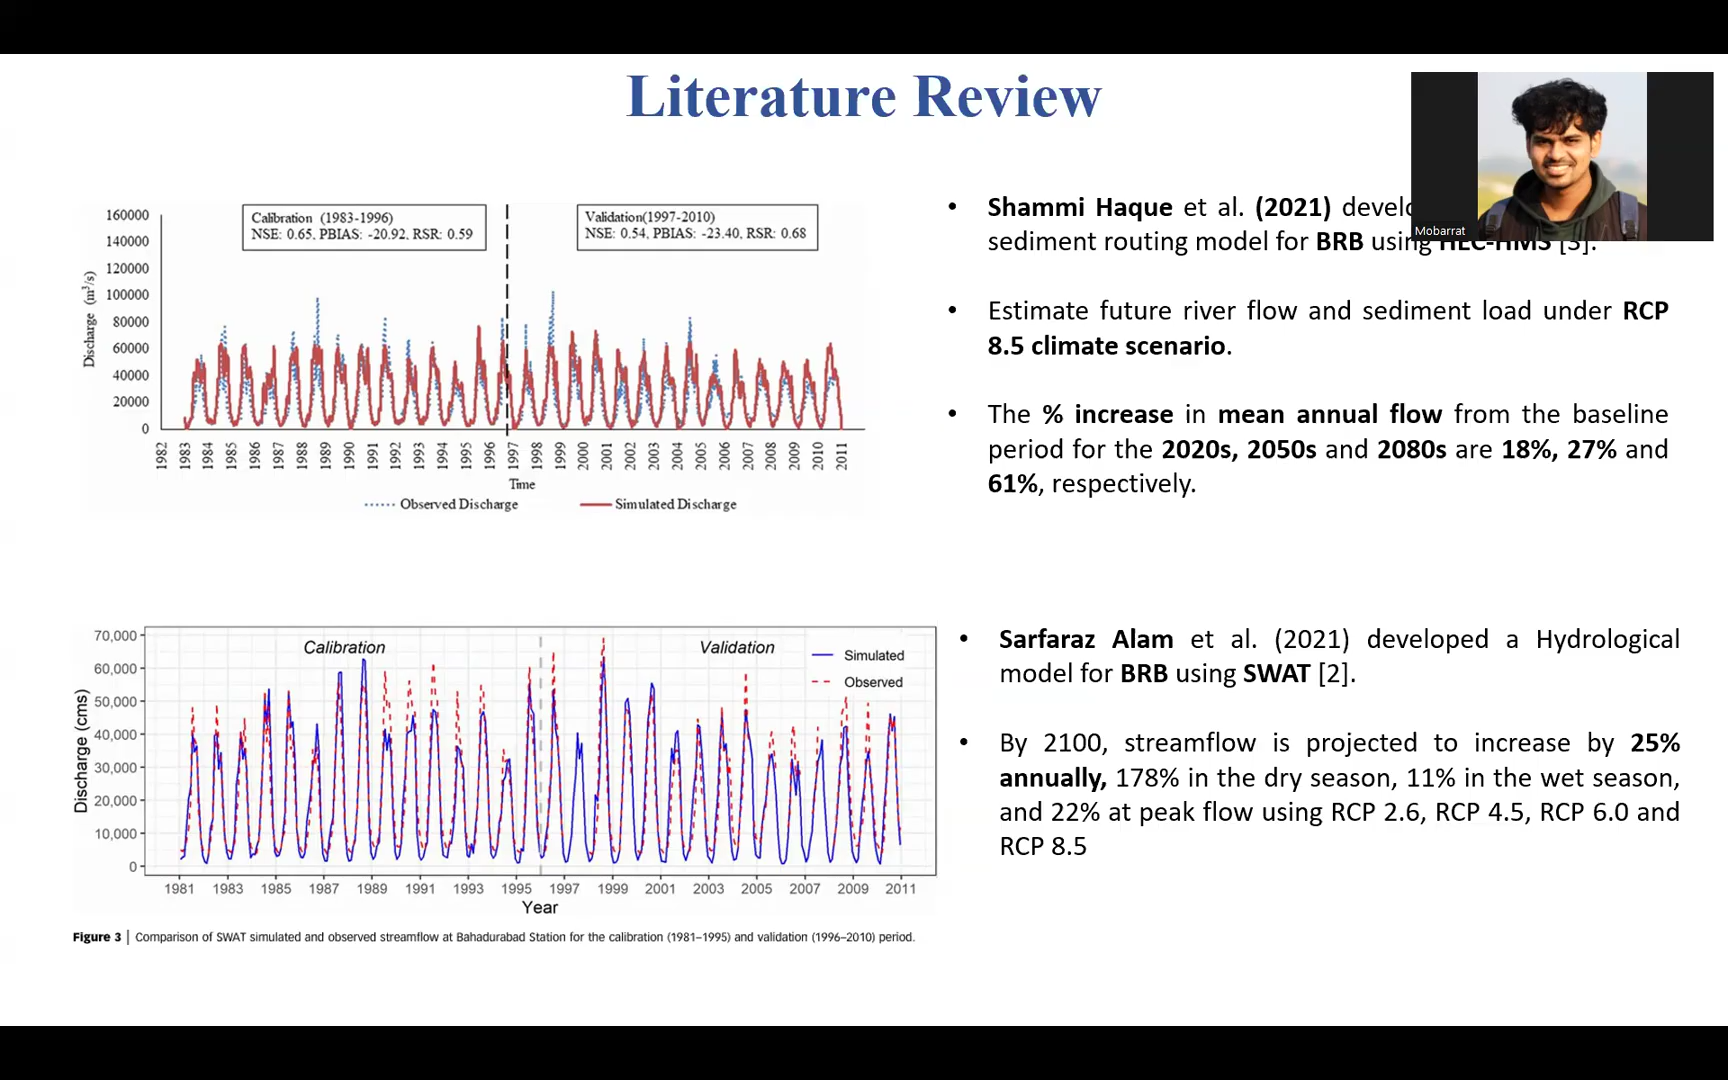 Literature Review
Mobarrat
160000
140000
120000
100000
80000
60000
40000
20000
0
Discharge (m³/s)
Calibration (1983-1996)
NSE: 0.65, PBIAS: -20.92, RSR: 0.59
Validation(1997-2010)
NSE: 0.54, PBIAS: -23.40, RSR: 0.68
1982 1983 1984 1985 1986 1987 1988 1989 1990 1991 1992 1993 1994 1995 1996 1997 1998 1999 2000 2001 2002 2003 2004 2005 2006 2007 2008 2009 2010 2011
Time
Observed Discharge Simulated Discharge
• Shammi Haque et al. (2021)
sediment routing model for BRB using HEC-HMS [3].
• Estimate future river flow and sediment load under RCP
8.5 climate scenario.
• The % increase in mean annual flow from the baseline
period for the 2020s, 2050s and 2080s are 18%, 27% and
61%, respectively.
70,000
60,000
50,000
40,000
30,000
20,000
10,000
0
Discharge (cms)
Calibration
Validation
Simulated
Observed
1981 1983 1985 1987 1989 1991 1993 1995 1997 1999 2001 2003 2005 2007 2009 2011
Year
Figure 3 | Comparison of SWAT simulated and observed streamflow at Bahadurabad Station for the calibration (1981–1995) and validation (1996–2010) period.
• Sarfaraz Alam et al. (2021) developed a Hydrological
model for BRB using SWAT [2].
• By 2100, streamflow is projected to increase by 25%
annually, 178% in the dry season, 11% in the wet season,
and 22% at peak flow using RCP 2.6, RCP 4.5, RCP 6.0 and
RCP 8.5